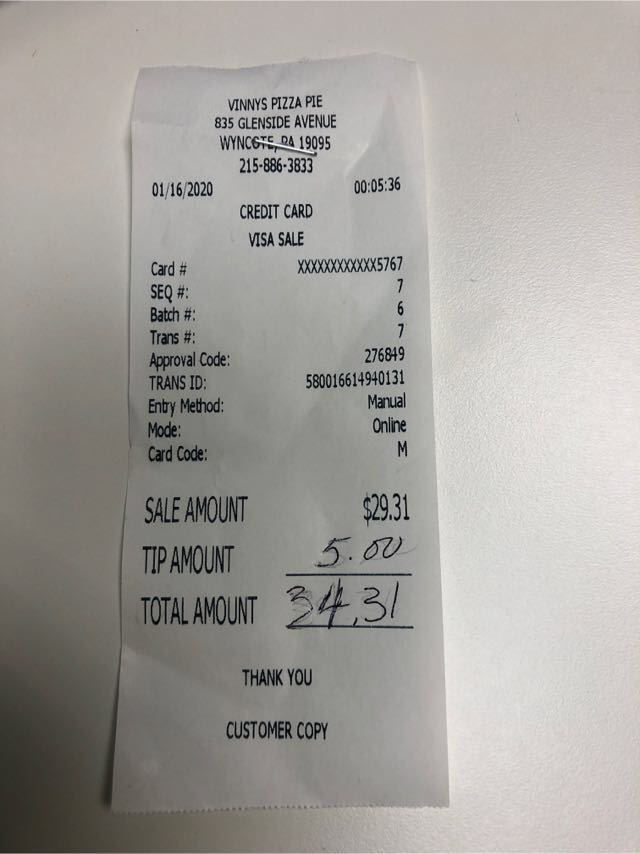 VINNYS PIZZA PIE
835 GLENSIDE AVENUE
WYNCOTE, PA 19095
215-886-3833
01/16/2020 00:05:36
CREDIT CARD
VISA SALE
Card # XXXXXXXXXXXX5767
SEQ #: 7
Batch #: 6
Trans #: 7
Approval Code: 276849
TRANS ID: 580016614940131
Entry Method: Manual
Mode: Online
Card Code: M
SALE AMOUNT $29.31
TIP AMOUNT 5.00
TOTAL AMOUNT 34.31
THANK YOU
CUSTOMER COPY